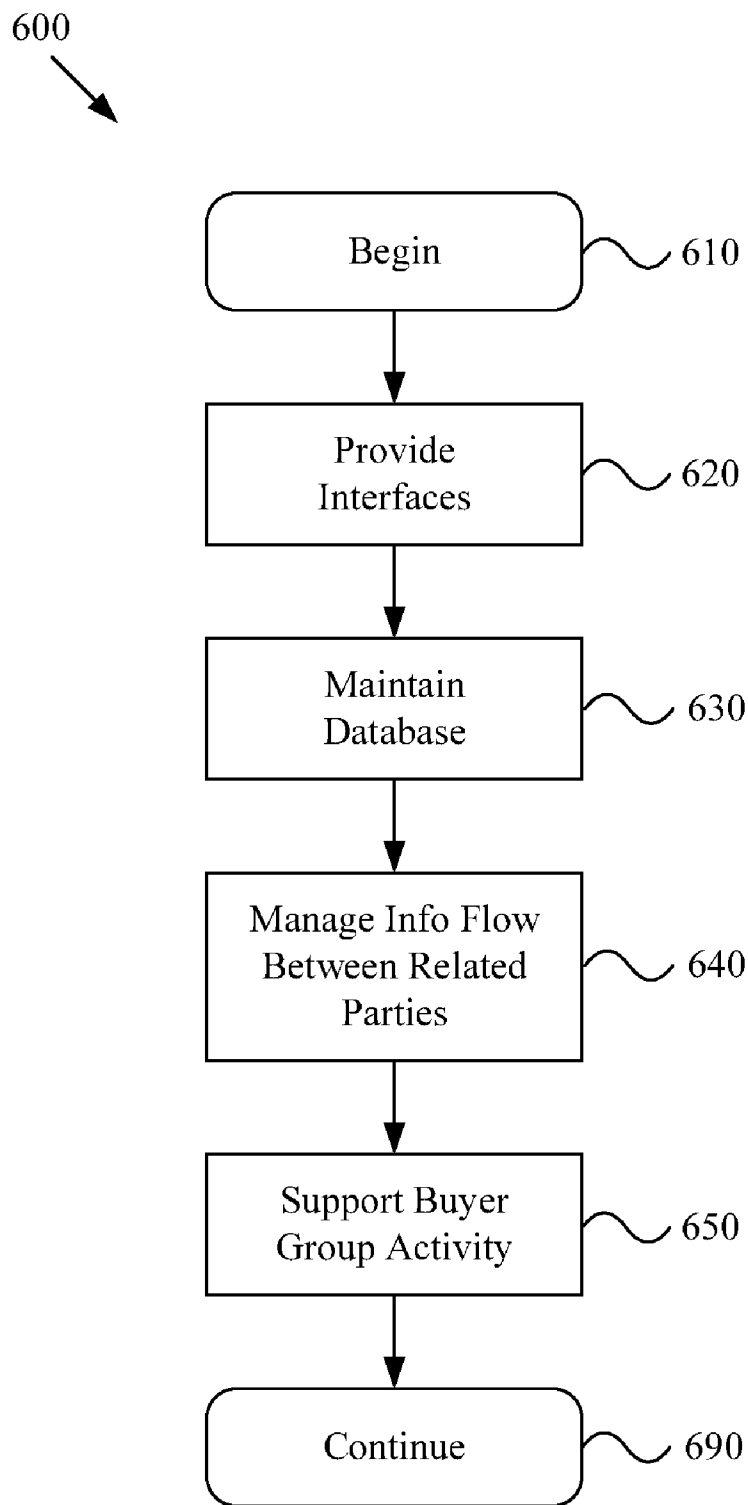 600
Begin
610
Provide
Interfaces
620
Maintain
Database
630
Manage Info Flow
Between Related
Parties
640
Support Buyer
Group Activity
650
Continue
690